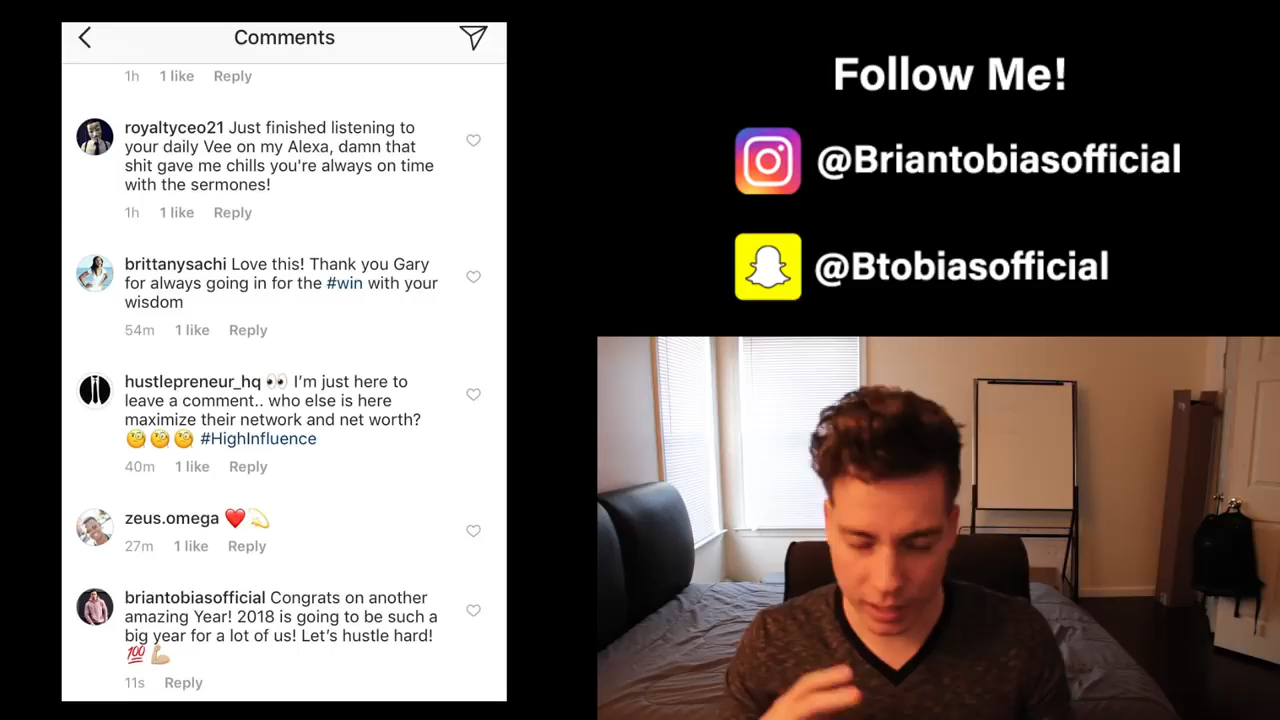 Comments
1h 1 like Reply
royaltyceo21 Just finished listening to
your daily Vee on my Alexa, damn that
shit gave me chills you're always on time
with the sermones!
1h 1 like Reply
brittanysachi Love this! Thank you Gary
for always going in for the #win with your
wisdom
54m 1 like Reply
hustlepreneur_hq 👀 I'm just here to
leave a comment.. who else is here
maximize their network and net worth?
🧐🧐🧐 #HighInfluence
40m 1 like Reply
zeus.omega ❤️💫
27m 1 like Reply
briantobiasofficial Congrats on another
amazing Year! 2018 is going to be such a
big year for a lot of us! Let's hustle hard!
💯💪🏼
11s Reply
Follow Me!
@Briantobiasofficial
@Btobiasofficial